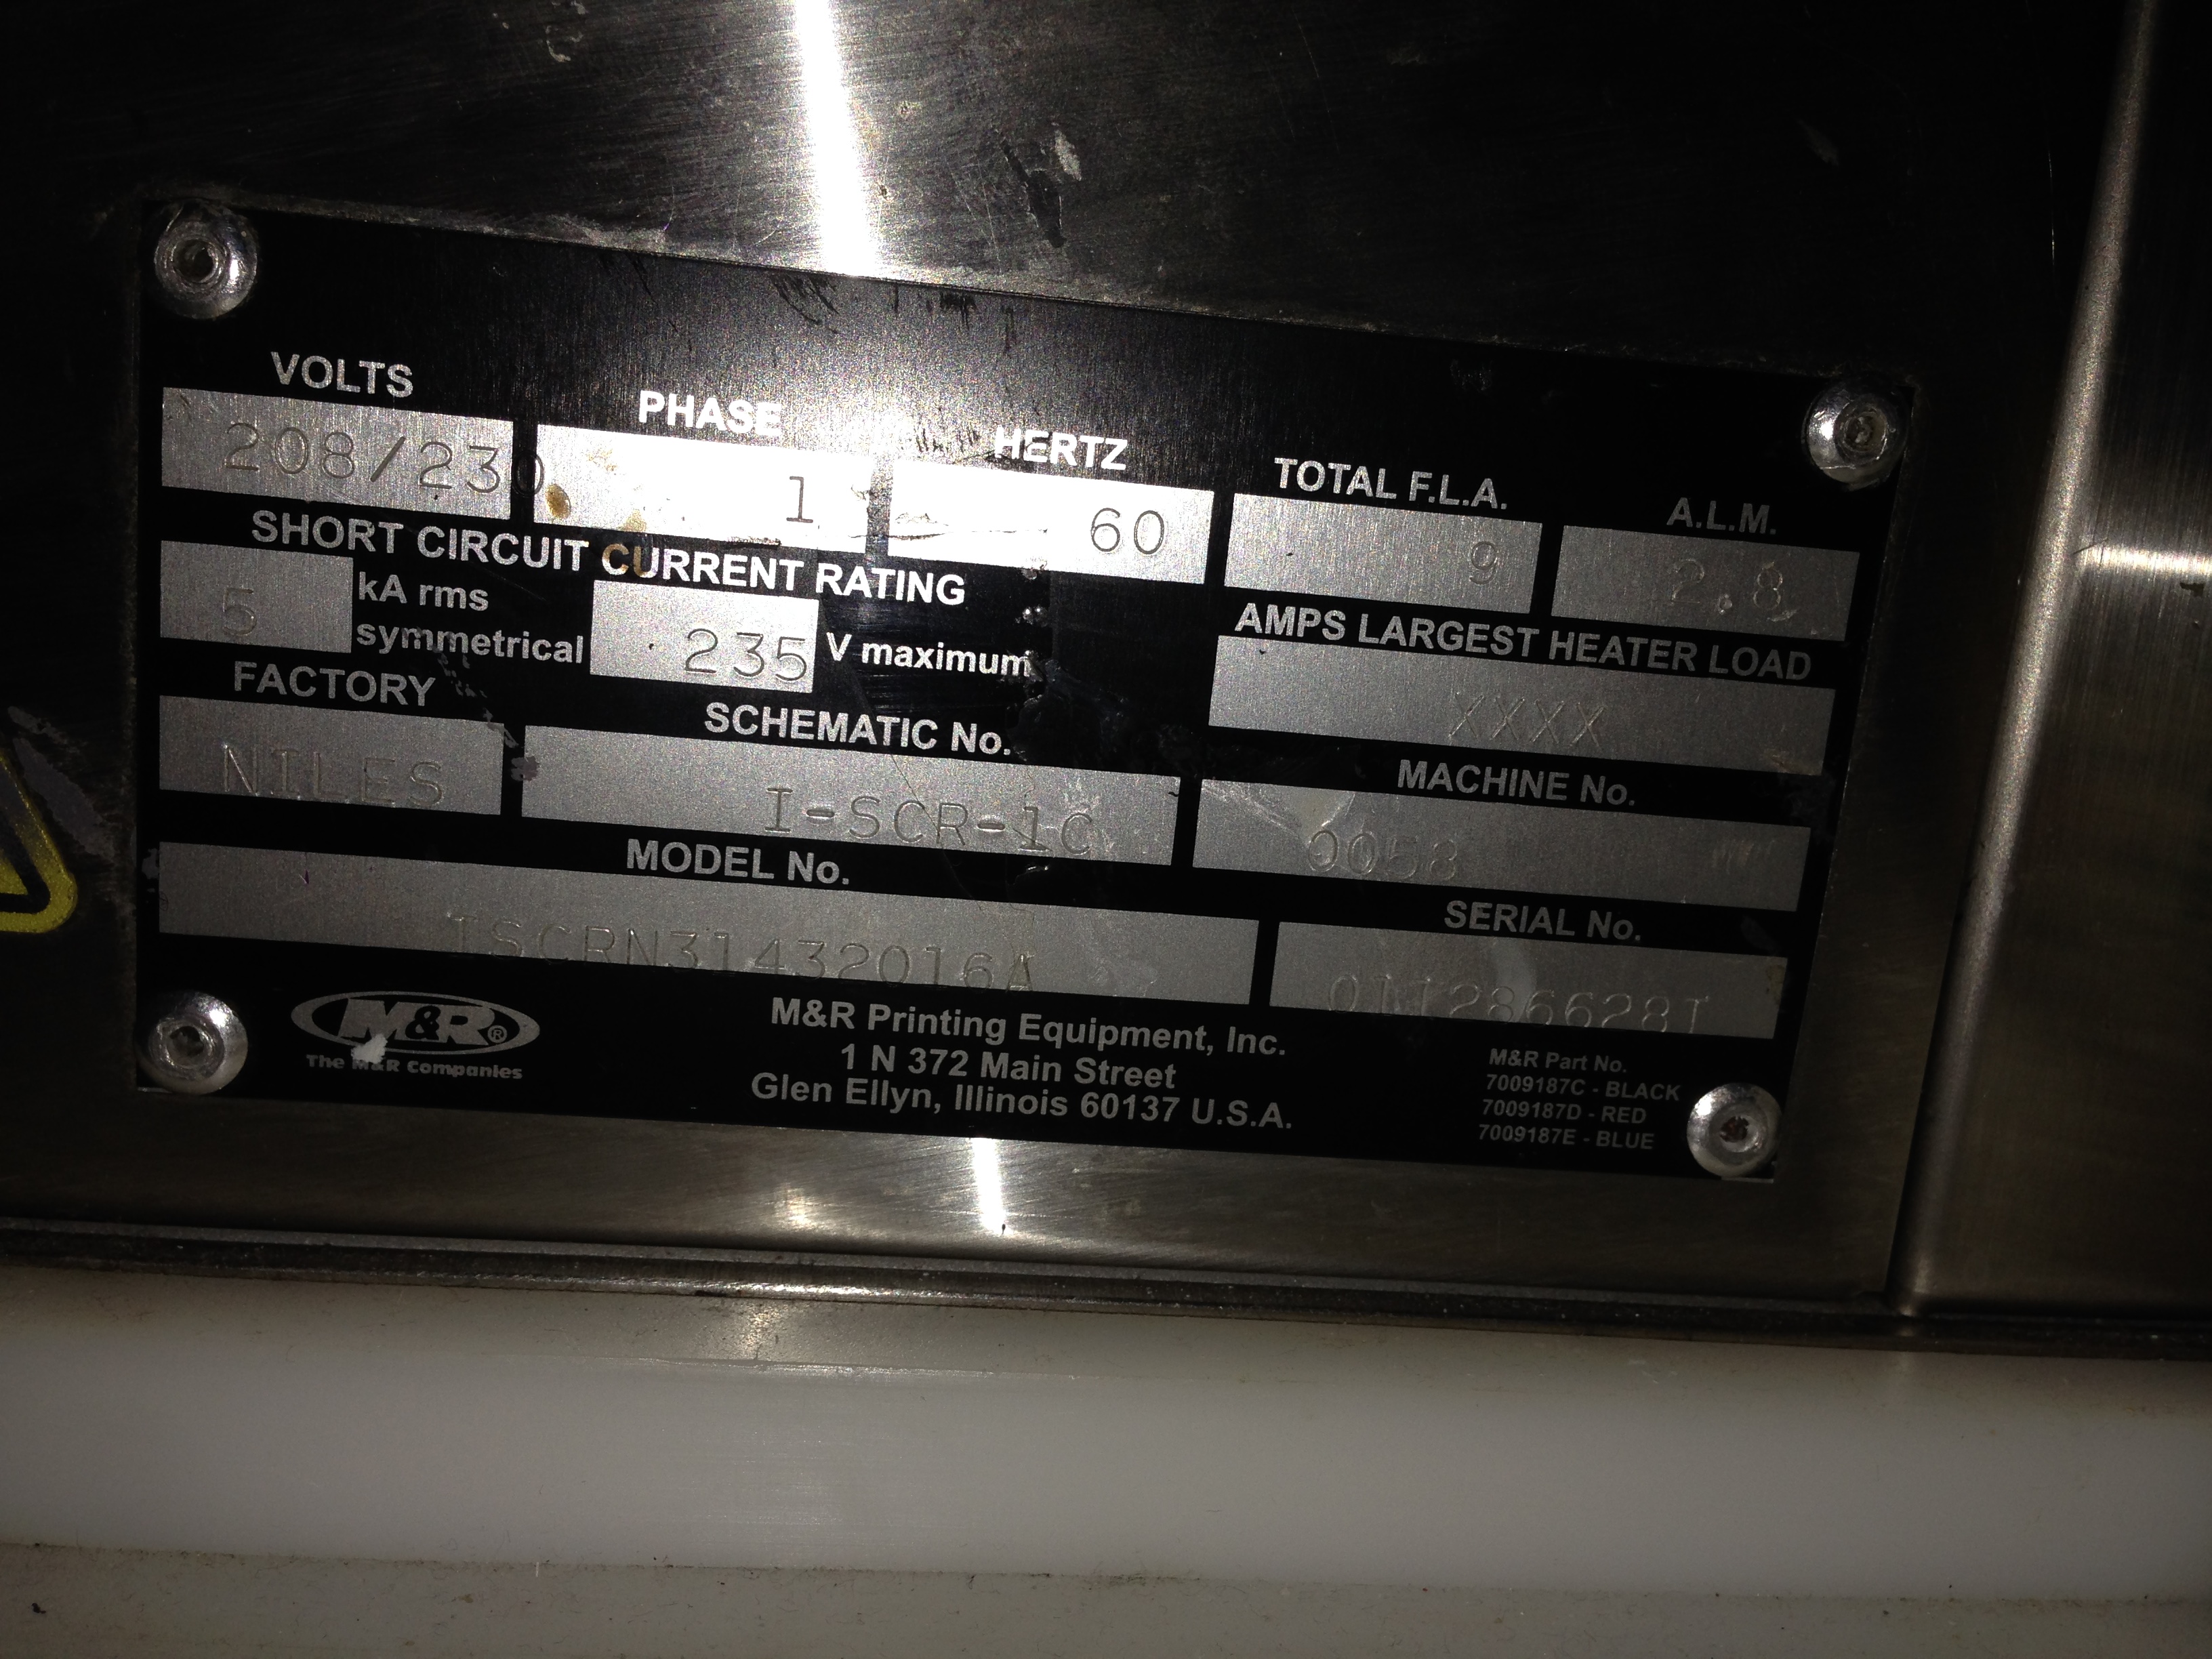 VOLTS PHASE HERTZ TOTAL F.L.A. A.L.M.
208/230 1 60 9 2.8
SHORT CIRCUIT CURRENT RATING
5 kA rms symmetrical 235 V maximum
AMPS LARGEST HEATER LOAD
XXXX
FACTORY SCHEMATIC No. MACHINE No.
NILES I-SCR-1C 0058
MODEL No. SERIAL No.
ISCRN31432016A
M&R®
The M&R Companies
M&R Printing Equipment, Inc.
1 N 372 Main Street
Glen Ellyn, Illinois 60137 U.S.A.
M&R Part No.
7009187C - BLACK
7009187D - RED
7009187E - BLUE